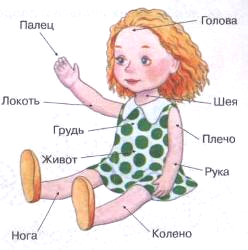 Палец
Голова
Локоть
Шея
Грудь
Плечо
Живот
Рука
Нога
Колено